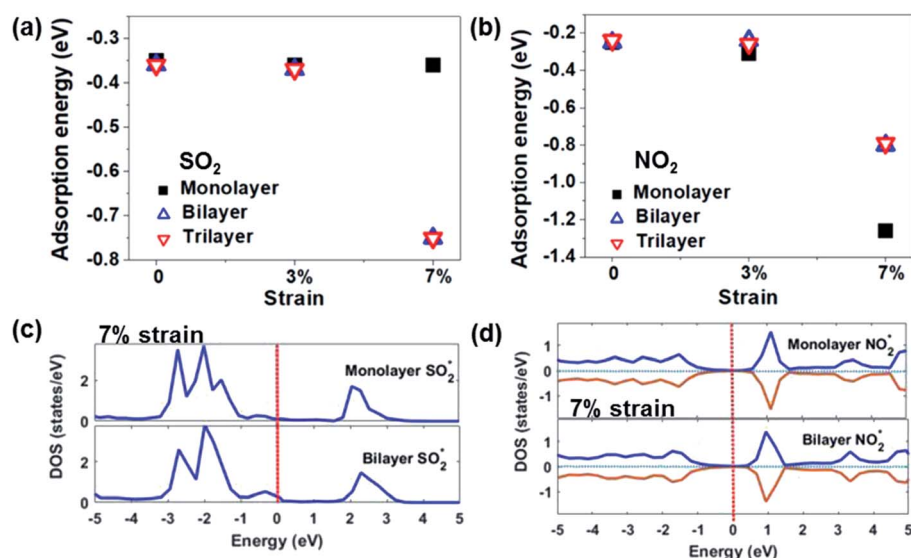 (a)
Adsorption energy (eV)
-0.3
-0.4
-0.5
-0.6
-0.7
-0.8
SO₂
Monolayer
Bilayer
Trilayer
0 3% 7%
Strain
(b)
Adsorption energy (eV)
-0.2
-0.4
-0.6
-0.8
-1.0
-1.2
-1.4
NO₂
Monolayer
Bilayer
Trilayer
0 3% 7%
Strain
(c)
7% strain
DOS (states/eV)
2
0
Monolayer SO₂*
2
0
Bilayer SO₂*
-5 -4 -3 -2 -1 0 1 2 3 4 5
Energy (eV)
(d)
DOS (states/eV)
1
0
-1
Monolayer NO₂*
7% strain
1
0
-1
Bilayer NO₂*
-5 -4 -3 -2 -1 0 1 2 3 4 5
Energy (eV)